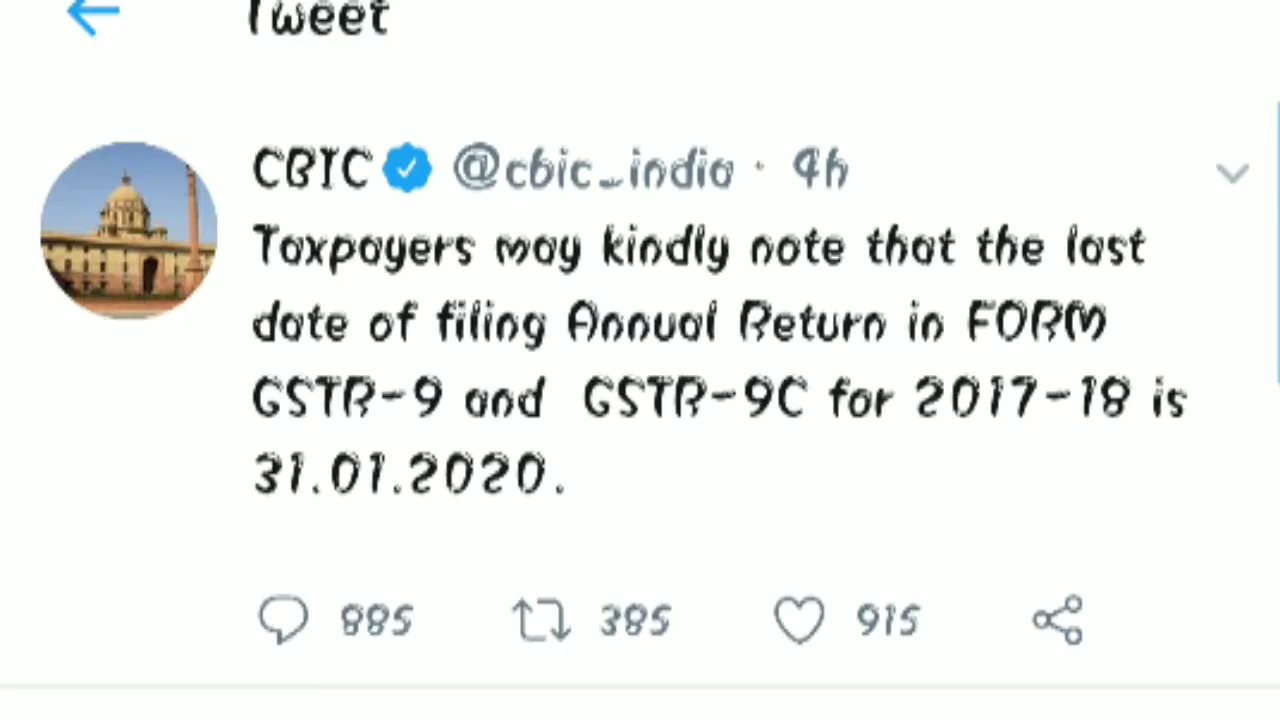 Tweet
CBIC @cbic_india · 4h
Taxpayers may kindly note that the last
date of filing Annual Return in FORM
GSTR-9 and GSTR-9C for 2017-18 is
31.01.2020.
885 385 915